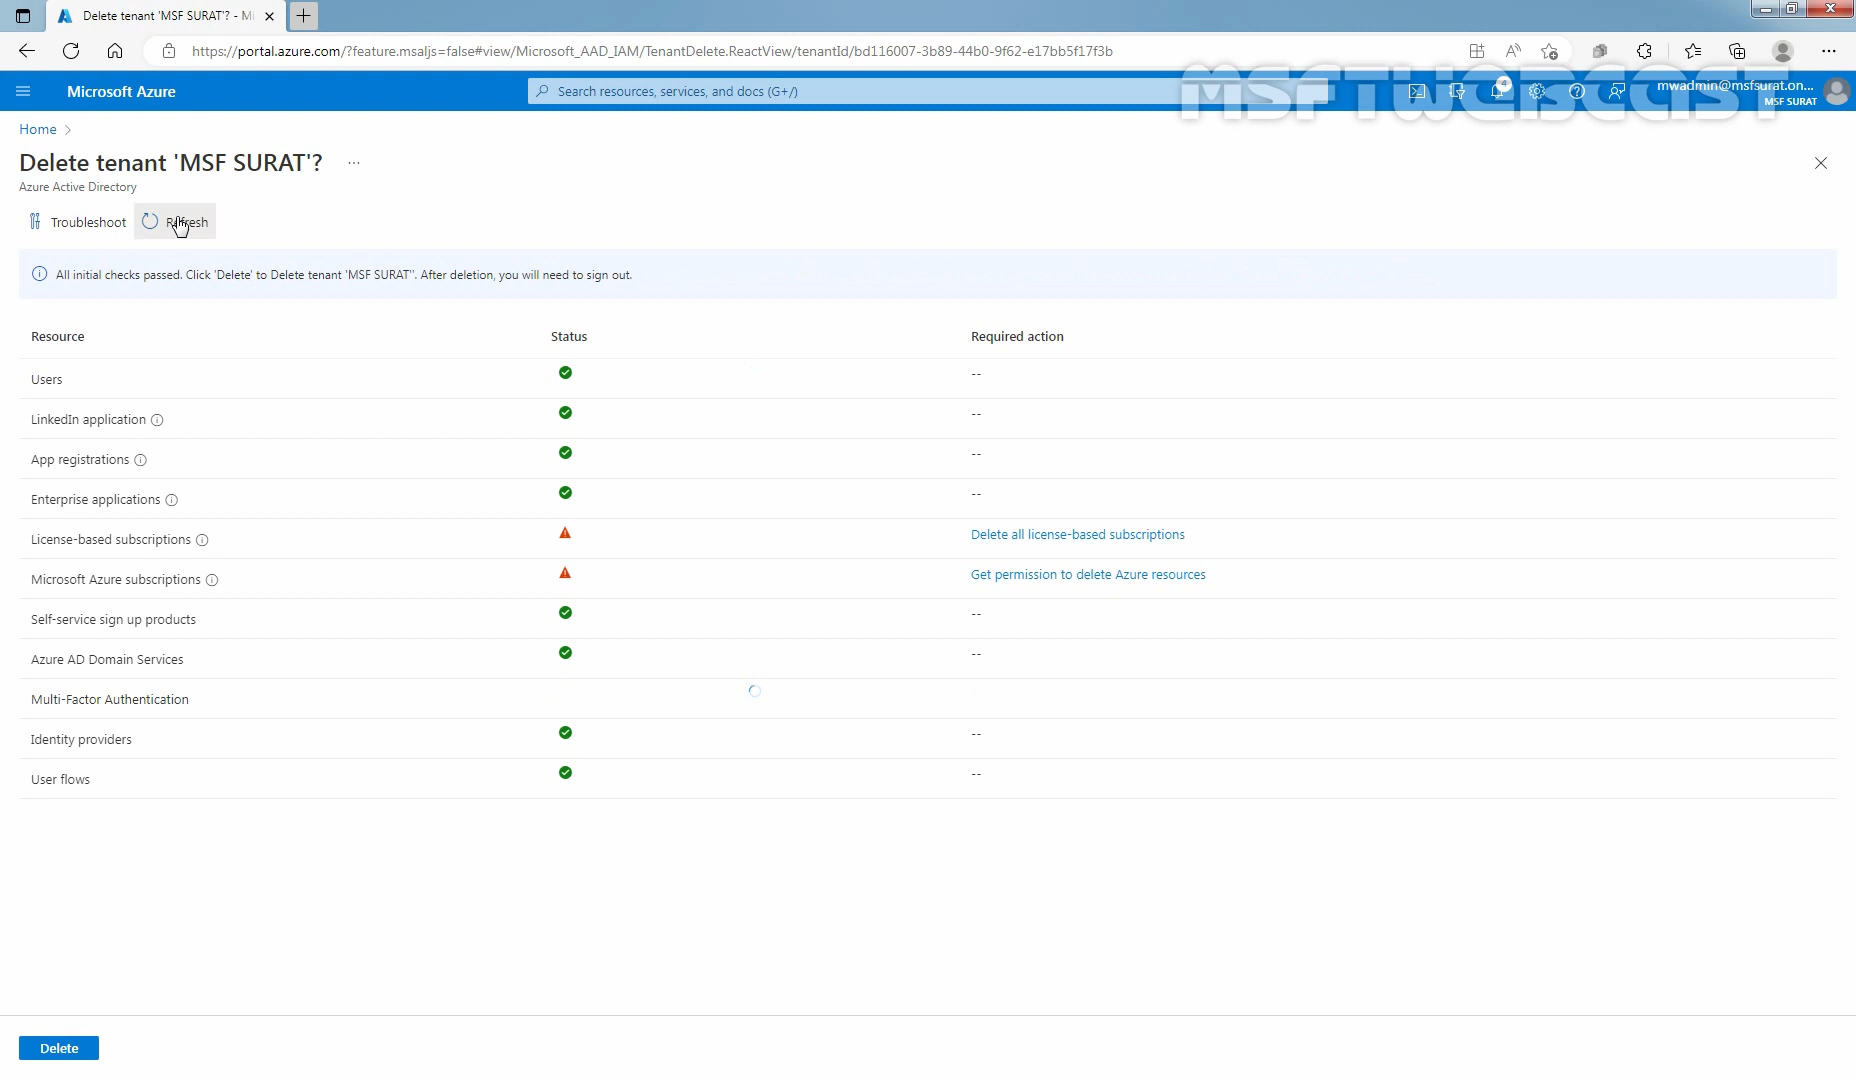 Delete tenant 'MSF SURAT'? - Mi
https://portal.azure.com/?feature.msaljs=false#view/Microsoft_AAD_IAM/TenantDelete.ReactView/tenantId/bd116007-3b89-44b0-9f62-e17bb5f17f3b
Microsoft Azure
Search resources, services, and docs (G+/)
4
mwadmin@msfsurat.on...
MSF SURAT
MSFTWEBCAST
Home
Delete tenant 'MSF SURAT'?
Azure Active Directory
Troubleshoot
Refresh
All initial checks passed. Click 'Delete' to Delete tenant 'MSF SURAT''. After deletion, you will need to sign out.
Resource Status Required action
Users --
LinkedIn application --
App registrations --
Enterprise applications --
License-based subscriptions Delete all license-based subscriptions
Microsoft Azure subscriptions Get permission to delete Azure resources
Self-service sign up products --
Azure AD Domain Services --
Multi-Factor Authentication
Identity providers --
User flows --
Delete